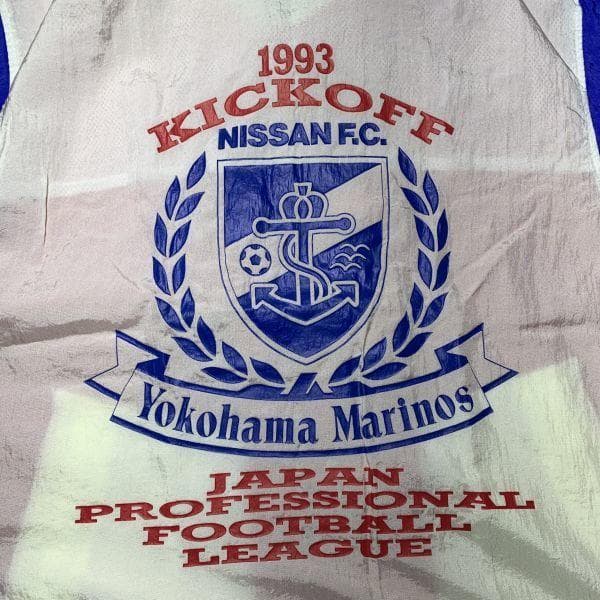 1993
KICKOFF
NISSAN F.C.
Yokohama Marinos
JAPAN
PROFESSIONAL
FOOTBALL
LEAGUE